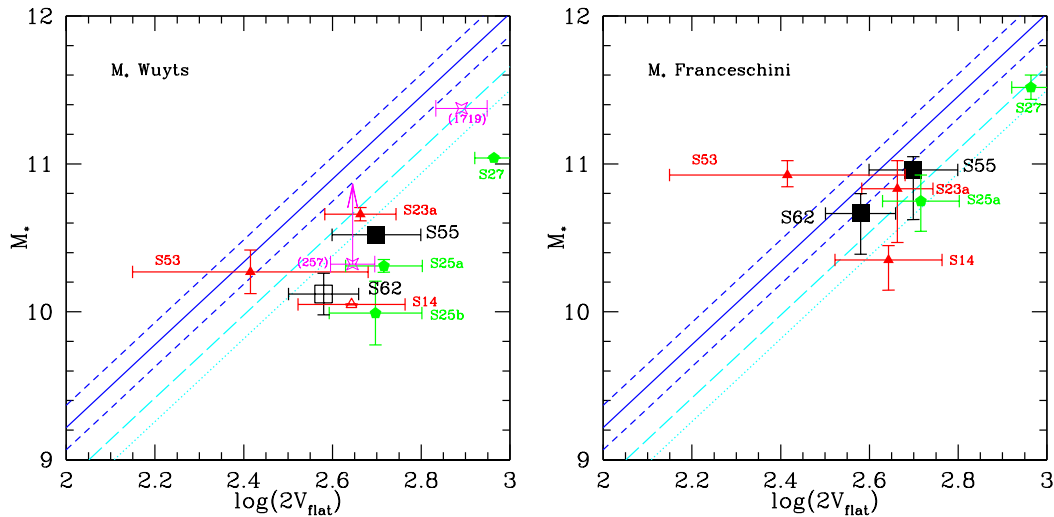 12
M* Wuyts
(1719)
11
S27
S23a
S55
M*
S53
(257)
S25a
S62
S14
10
S25b
9
2
2.2
2.4
2.6
2.8
3
log(2Vflat)
12
M* Franceschini
S27
11
S53
S55
S23a
S25a
S62
M*
S14
10
9
2
2.2
2.4
2.6
2.8
3
log(2Vflat)